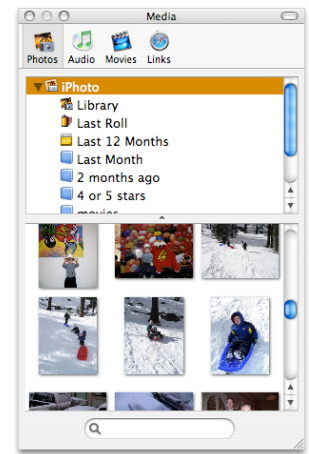 Media
Photos Audio Movies Links
iPhoto
Library
Last Roll
Last 12 Months
Last Month
2 months ago
4 or 5 stars
movies